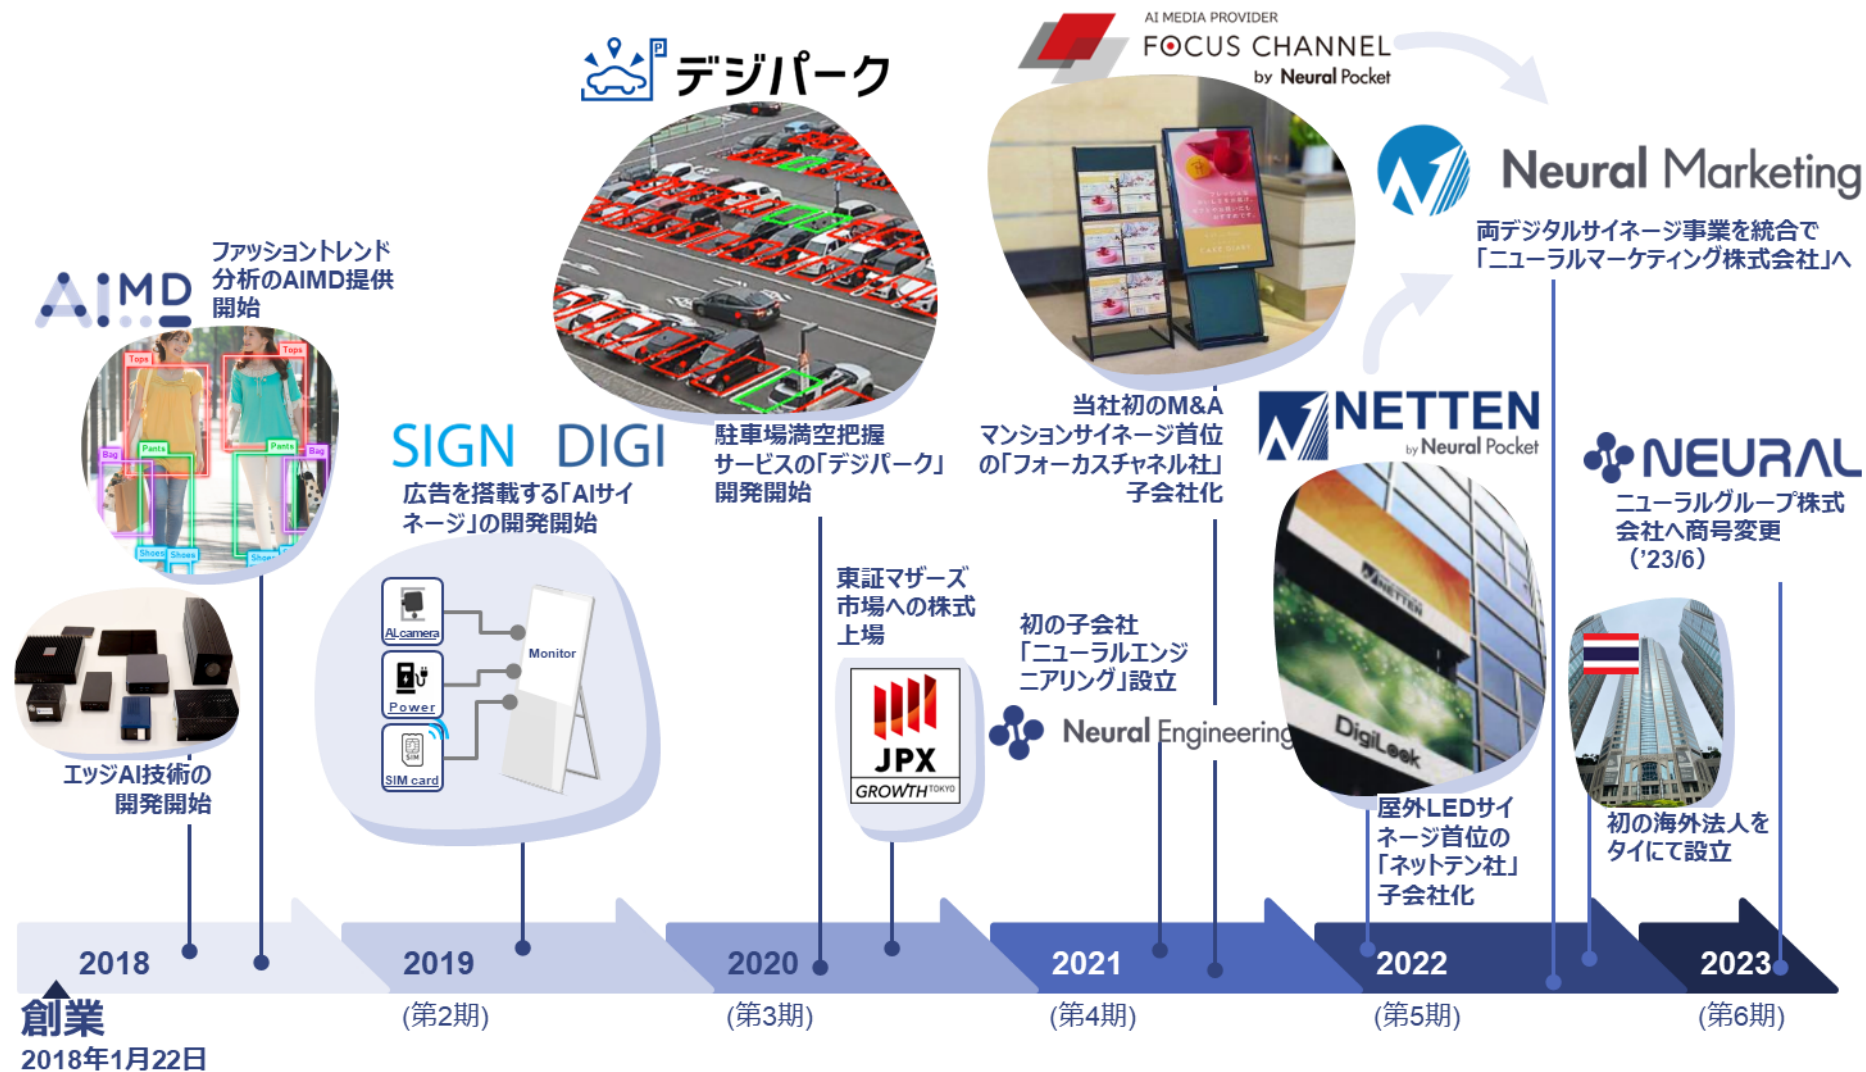 AIMD
ファッショントレンド
分析のAIMD提供
開始
Tops
Tops
Bag
Pants
Pants
Bag
Shoes
Shoes
エッジAI技術の
開発開始
SIGN DIGI
広告を搭載する「AIサイ
ネージ」の開発開始
AI camera
Power
SIM
SIM card
Monitor
P
デジパーク
駐車場満空把握
サービスの「デジパーク」
開発開始
東証マザーズ
市場への株式
上場
JPX
GROWTH TOKYO
AI MEDIA PROVIDER
FOCUS CHANNEL
by Neural Pocket
当社初のM&A
マンションサイネージ首位
の「フォーカスチャネル社」
子会社化
初の子会社
「ニューラルエンジ
ニアリング」設立
Neural Engineering
Neural Marketing
両デジタルサイネージ事業を統合で
「ニューラルマーケティング株式会社」へ
NETTEN
by Neural Pocket
NETTEN
DigiLook
屋外LEDサイ
ネージ首位の
「ネットテン社」
子会社化
NEURAL
ニューラルグループ株式
会社へ商号変更
（’23/6）
初の海外法人を
タイにて設立
2018
2019
2020
2021
2022
2023
創業
2018年1月22日
(第2期)
(第3期)
(第4期)
(第5期)
(第6期)